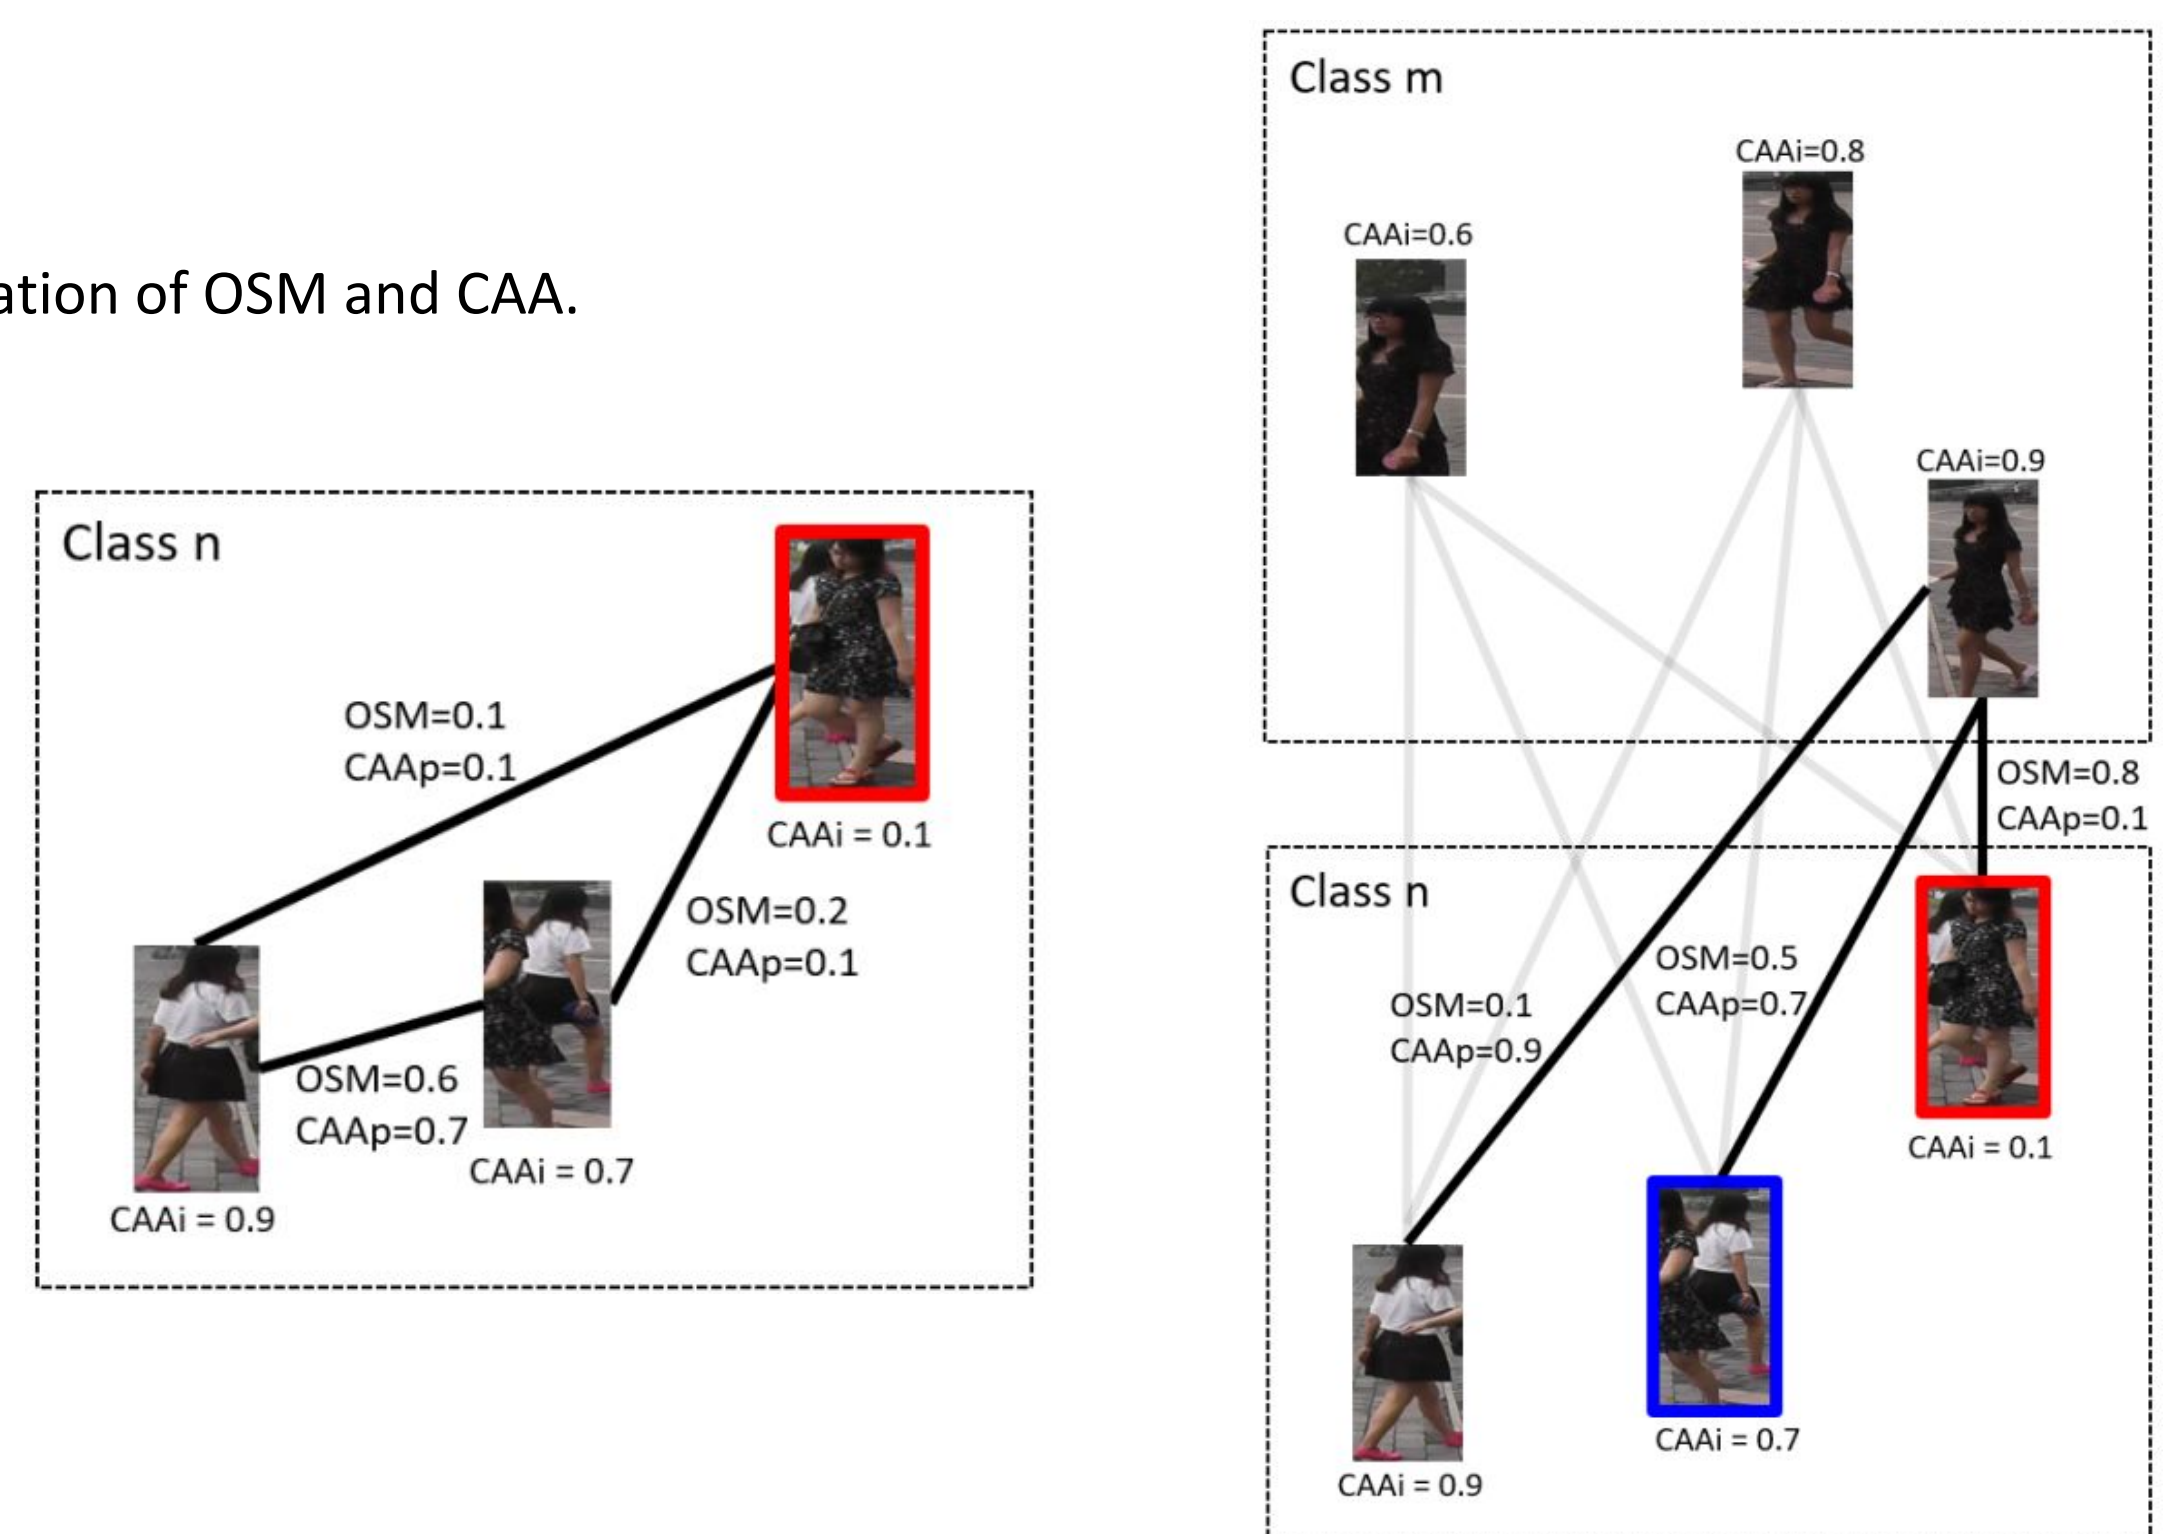 ation of OSM and CAA.
Class n
OSM=0.1
CAAp=0.1
CAAi = 0.1
OSM=0.2
CAAp=0.1
OSM=0.6
CAAp=0.7
CAAi = 0.7
CAAi = 0.9
Class m
CAAi=0.8
CAAi=0.6
CAAi=0.9
OSM=0.8
CAAp=0.1
Class n
OSM=0.5
CAAp=0.7
OSM=0.1
CAAp=0.9
CAAi = 0.1
CAAi = 0.7
CAAi = 0.9